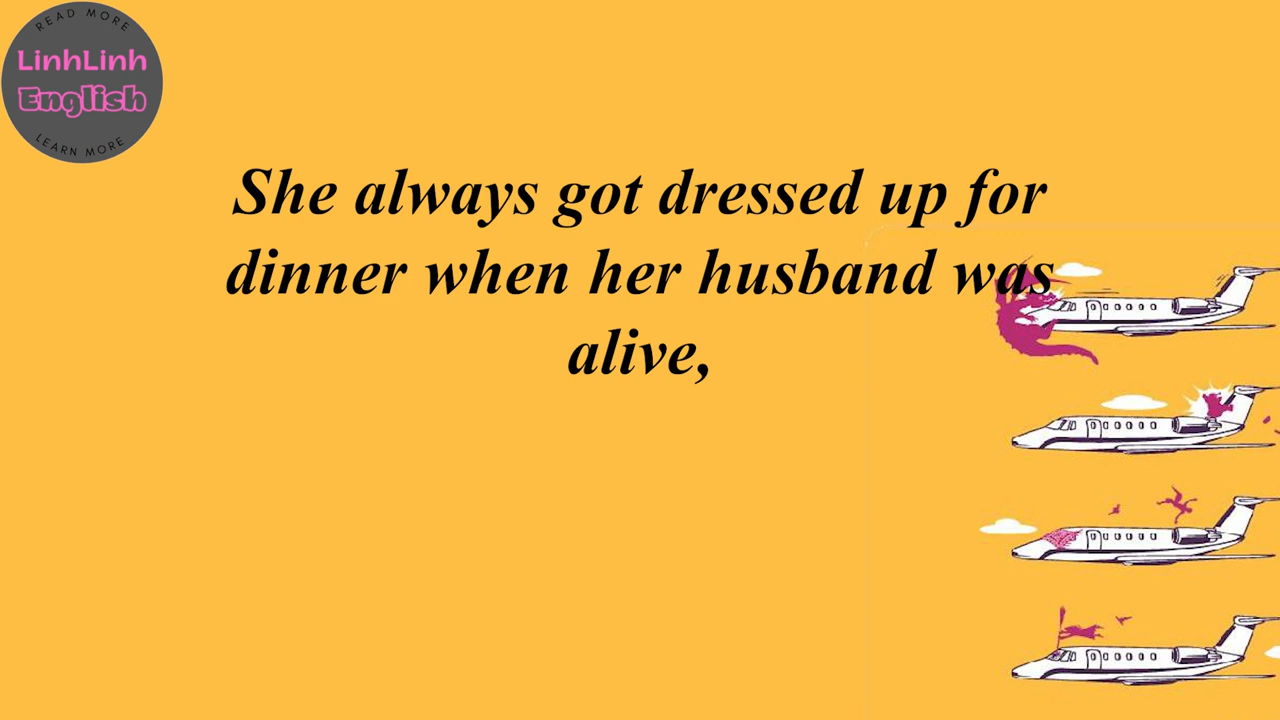 READ MORE
LinhLinh
English
LEARN MORE
She always got dressed up for
dinner when her husband was
alive,